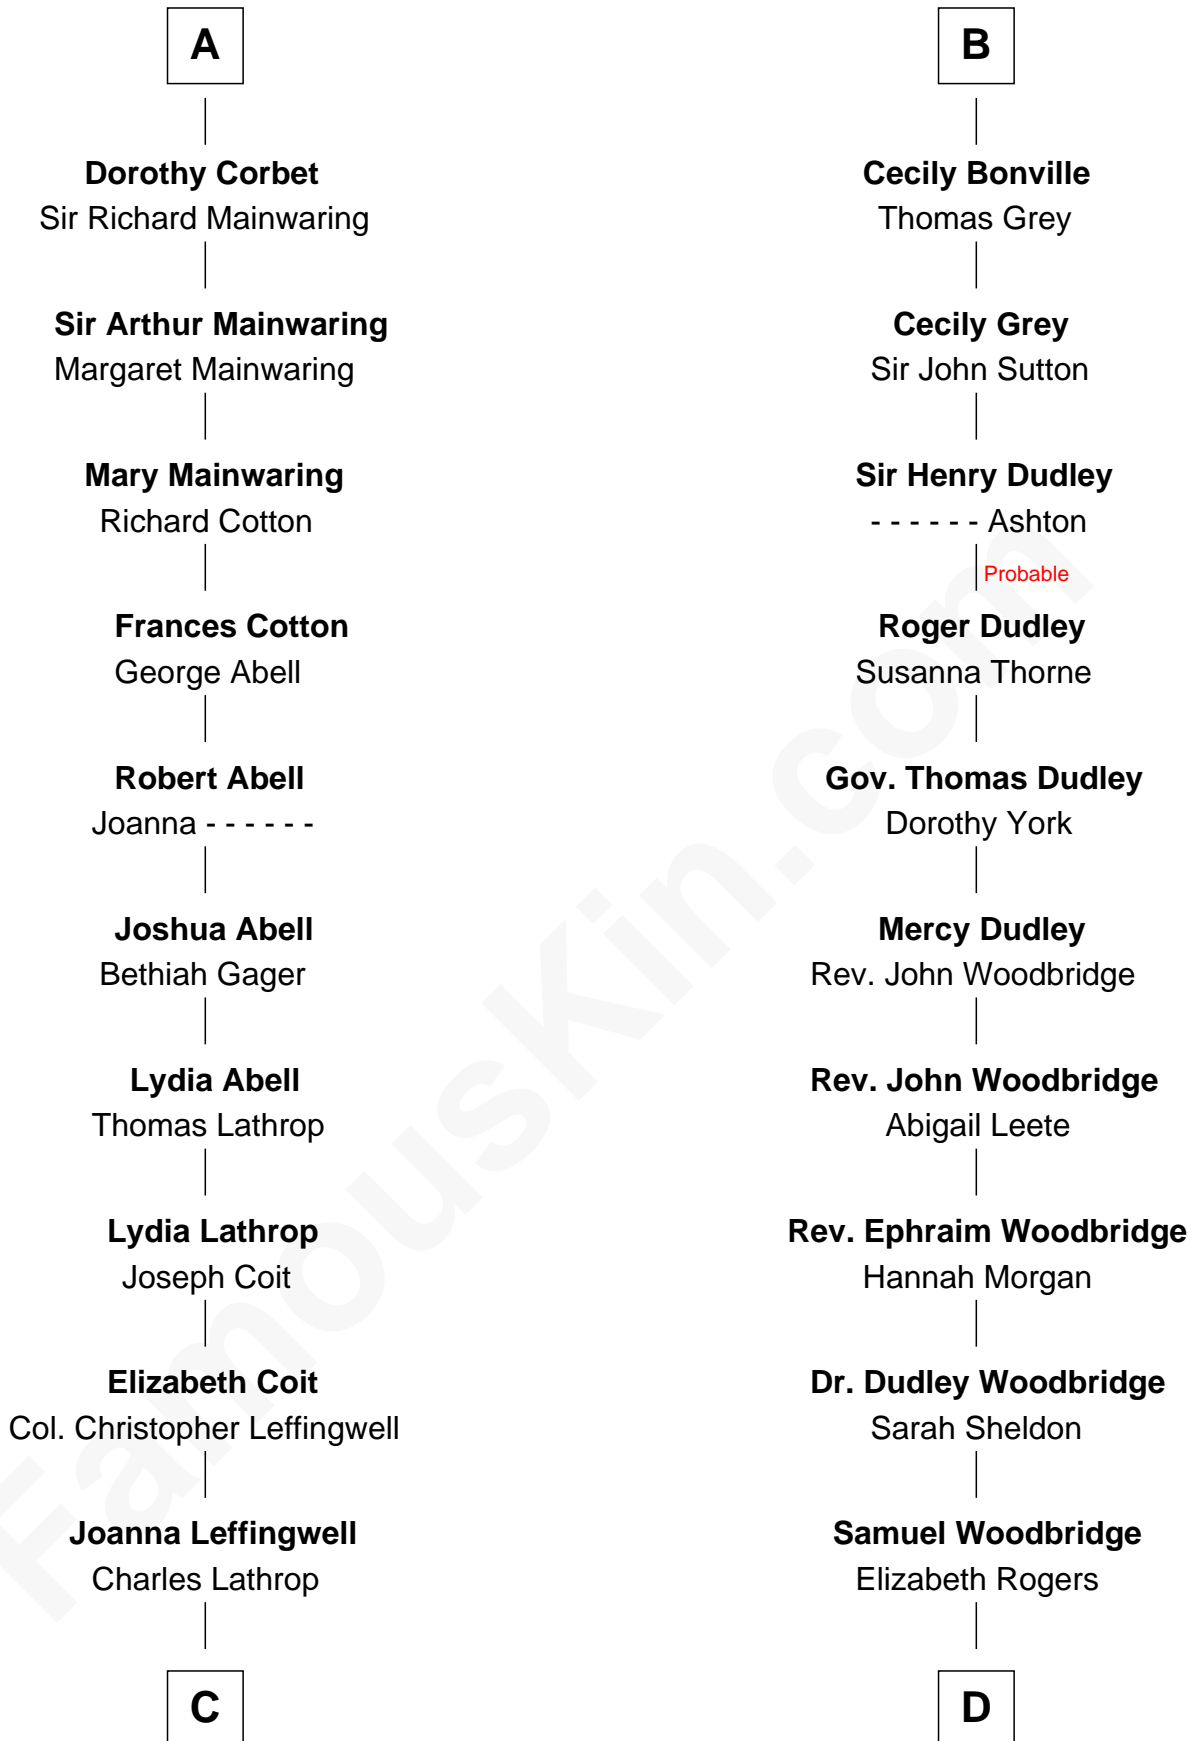 A
Dorothy Corbet
Sir Richard Mainwaring
Sir Arthur Mainwaring
Margaret Mainwaring
Mary Mainwaring
Richard Cotton
Frances Cotton
George Abell
Robert Abell
Joanna - - - - - -
Joshua Abell
Bethiah Gager
Lydia Abell
Thomas Lathrop
Lydia Lathrop
Joseph Coit
Elizabeth Coit
Col. Christopher Leffingwell
Joanna Leffingwell
Charles Lathrop
C
B
Cecily Bonville
Thomas Grey
Cecily Grey
Sir John Sutton
Sir Henry Dudley
- - - - - - Ashton
Probable
Roger Dudley
Susanna Thorne
Gov. Thomas Dudley
Dorothy York
Mercy Dudley
Rev. John Woodbridge
Rev. John Woodbridge
Abigail Leete
Rev. Ephraim Woodbridge
Hannah Morgan
Dr. Dudley Woodbridge
Sarah Sheldon
Samuel Woodbridge
Elizabeth Rogers
D
FamousKin.com